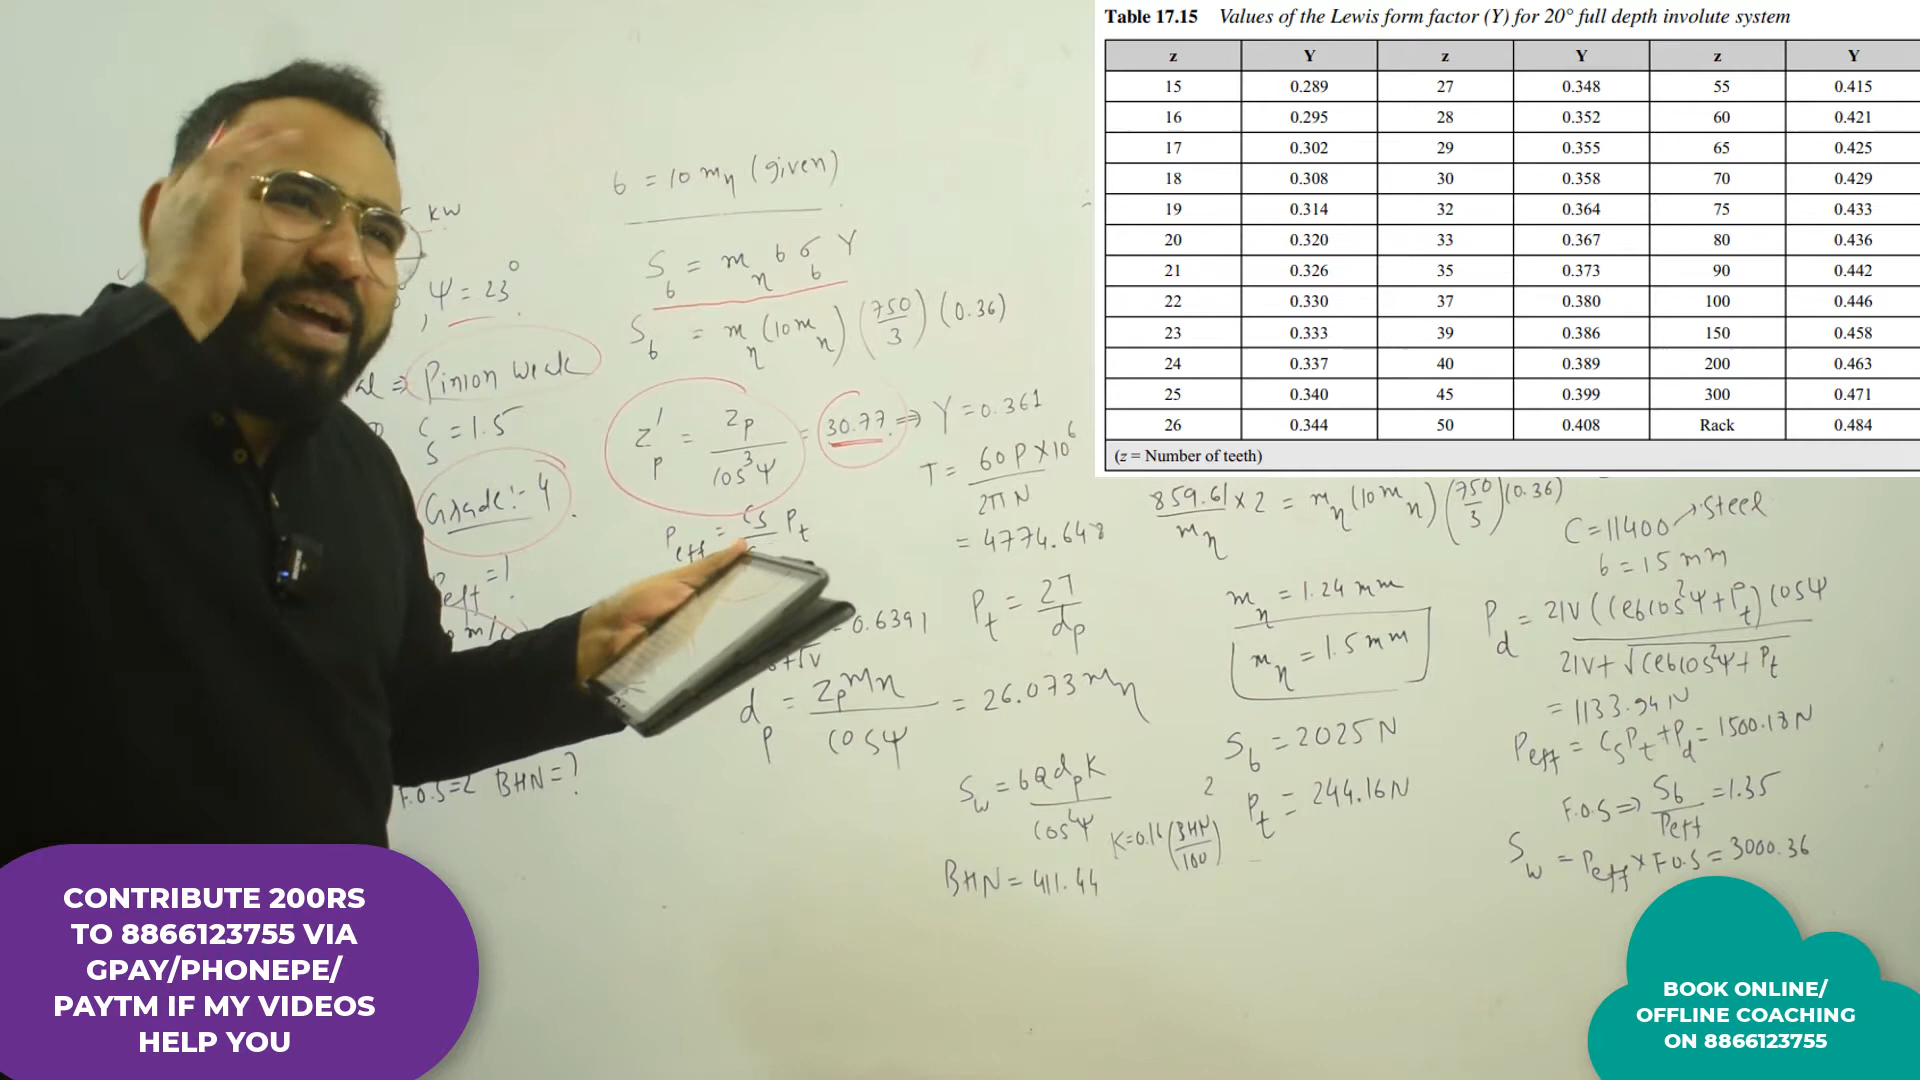 Table 17.15 Values of the Lewis form factor (Y) for 20° full depth involute system
z Y z Y z Y
15 0.289 27 0.348 55 0.415
16 0.295 28 0.352 60 0.421
17 0.302 29 0.355 65 0.425
18 0.308 30 0.358 70 0.429
19 0.314 32 0.364 75 0.433
20 0.320 33 0.367 80 0.436
21 0.326 35 0.373 90 0.442
22 0.330 37 0.380 100 0.446
23 0.333 39 0.386 150 0.458
24 0.337 40 0.389 200 0.463
25 0.340 45 0.399 300 0.471
26 0.344 50 0.408 Rack 0.484
(z = Number of teeth)
kW
, ψ = 23°
⇒ Pinion weak
Cs = 1.5
Grade :- 4
Peff = ?
F.O.S = 2 BHN = ?
b = 10 mn (given)
Sb = mn b σb Y
Sb = mn (10 mn) (750/3) (0.36)
Zp' = Zp / cos³ψ = 30.77 ⇒ Y = 0.361
Peff = Cs Pt
0.6391
dp = Zp mn / cos ψ = 26.073 mn
T = 60 P × 10⁶ / 2π N
= 4774.648
Pt = 2T / dp
Sw = b Q dp K / cos²ψ
K = 0.16 (BHN/100)²
BHN = 411.44
859.61/mn × 2 = mn (10 mn) (750/3) (0.36)
mn = 1.24 mm
mn = 1.5 mm
Sb = 2025 N
Pt = 244.16 N
C = 11400 → Steel
b = 15 mm
Pd = 21V (Ceb cos²ψ + Pt) cos ψ / 21V + √(Ceb cos²ψ + Pt)
= 1133.94 N
Peff = Cs Pt + Pd = 1500.18 N
F.O.S ⇒ Sb / Peff = 1.35
Sw = Peff × F.O.S = 3000.36
CONTRIBUTE 200RS
TO 8866123755 VIA
GPAY/PHONEPE/
PAYTM IF MY VIDEOS
HELP YOU
BOOK ONLINE/
OFFLINE COACHING
ON 8866123755